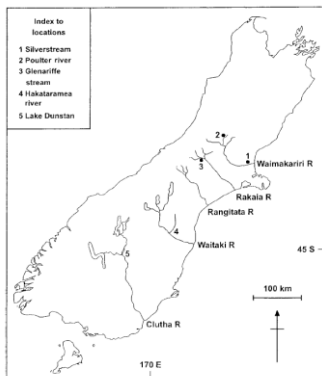 Index to
locations
1 Silverstream
2 Poulter river
3 Glenariffe
stream
4 Hakataramea
river
5 Lake Dunstan
2
1
3
Waimakariri R
Rakaia R
Rangitata R
4
Waitaki R
45 S
5
100 km
Clutha R
170 E